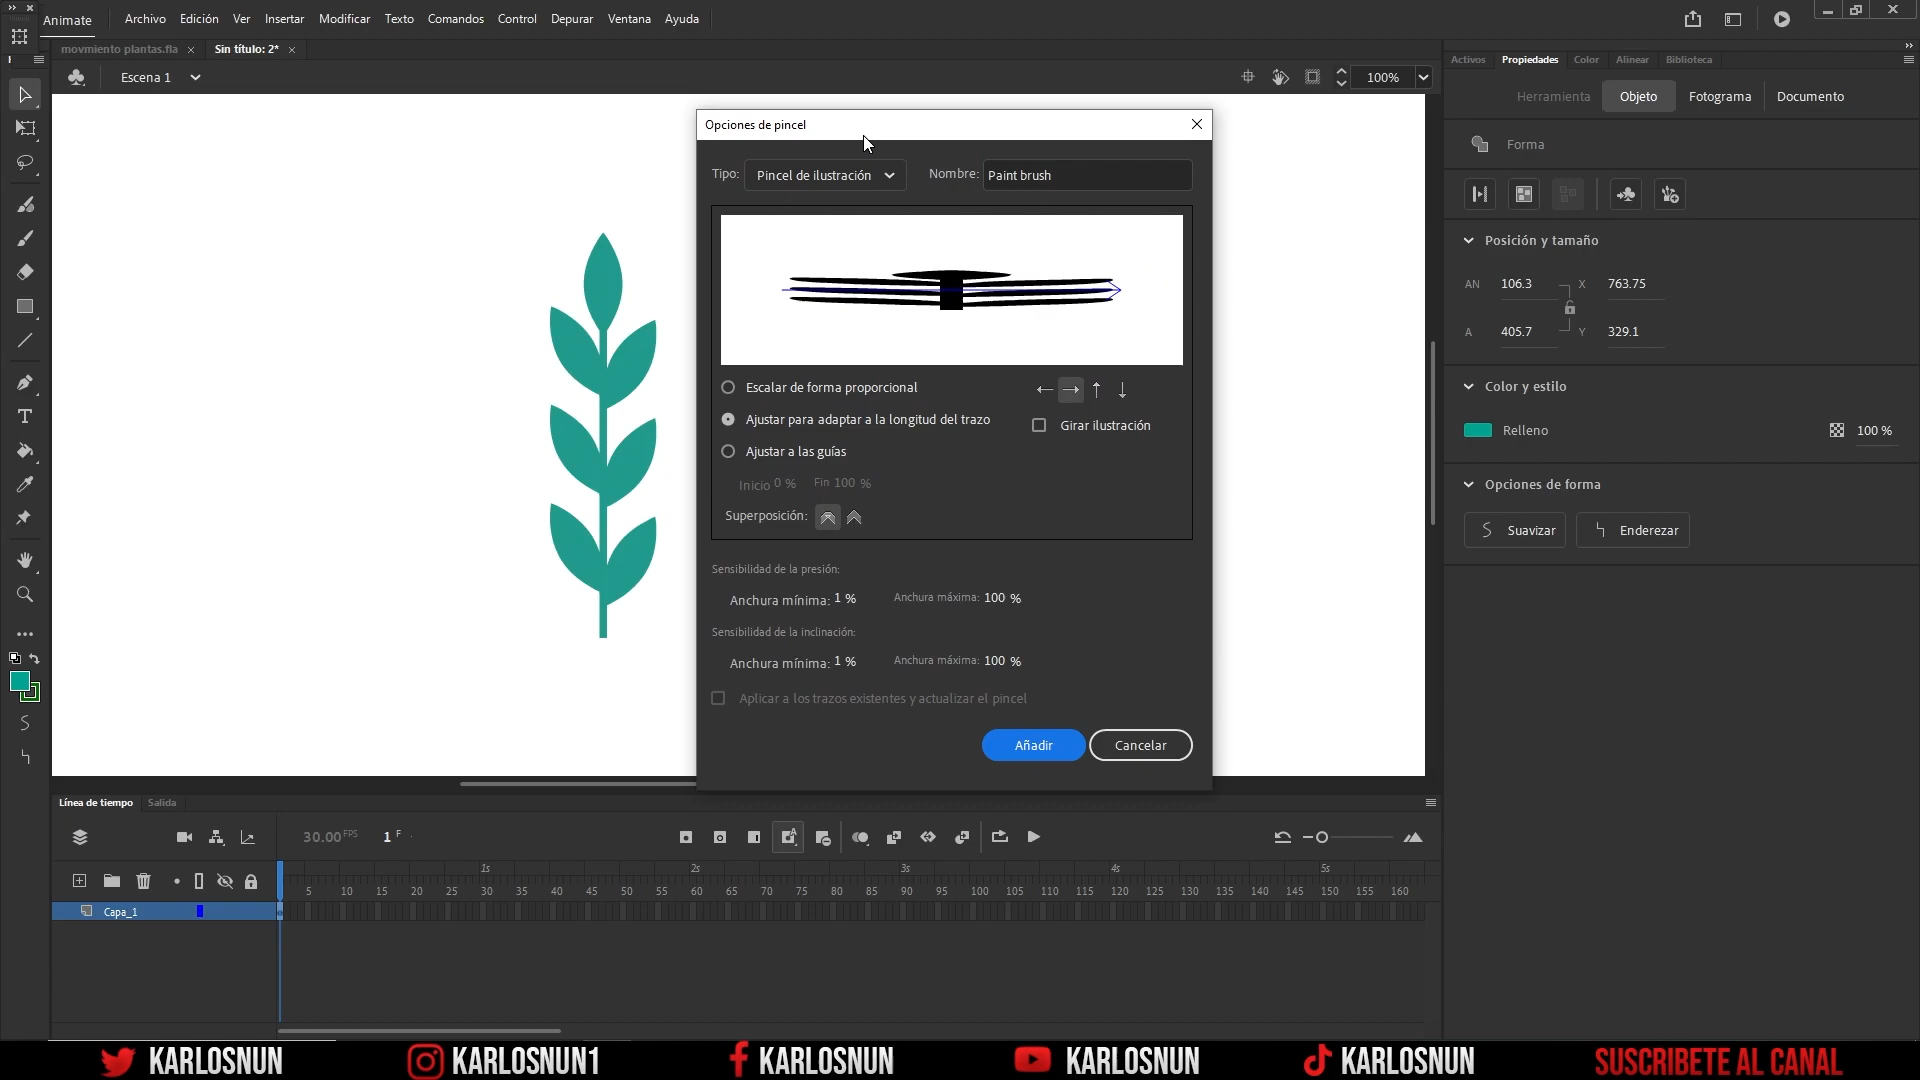 Animate
Archivo Edición Ver Insertar Modificar Texto Comandos Control Depurar Ventana Ayuda
movmiento plantas.fla
Sin título: 2*
Escena 1
100%
Activos Propiedades Color Alinear Biblioteca
Herramienta Objeto Fotograma Documento
Forma
Posición y tamaño
AN 106.3 X 763.75
A 405.7 Y 329.1
Color y estilo
Relleno 100 %
Opciones de forma
Suavizar Enderezar
Opciones de pincel
Tipo: Pincel de ilustración Nombre: Paint brush
Escalar de forma proporcional
Ajustar para adaptar a la longitud del trazo
Girar ilustración
Ajustar a las guías
Inicio 0 % Fin 100 %
Superposición:
Sensibilidad de la presión:
Anchura mínima: 1 % Anchura máxima: 100 %
Sensibilidad de la inclinación:
Anchura mínima: 1 % Anchura máxima: 100 %
Aplicar a los trazos existentes y actualizar el pincel
Añadir Cancelar
Línea de tiempo Salida
30.00 FPS 1 F
1s 2s 3s 4s 5s
5 10 15 20 25 30 35 40 45 50 55 60 65 70 75 80 85 90 95 100 105 110 115 120 125 130 135 140 145 150 155 160
Capa_1
KARLOSNUN KARLOSNUN1 KARLOSNUN KARLOSNUN KARLOSNUN SUSCRIBETE AL CANAL